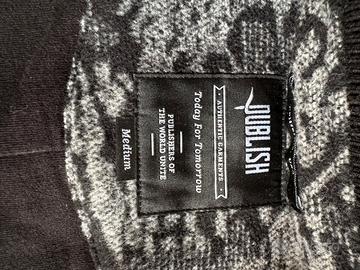 PUBLISH
AUTHENTIC GARMENTS
Today For Tomorrow
PUBLISHERS OF
THE WORLD UNITE
Medium.